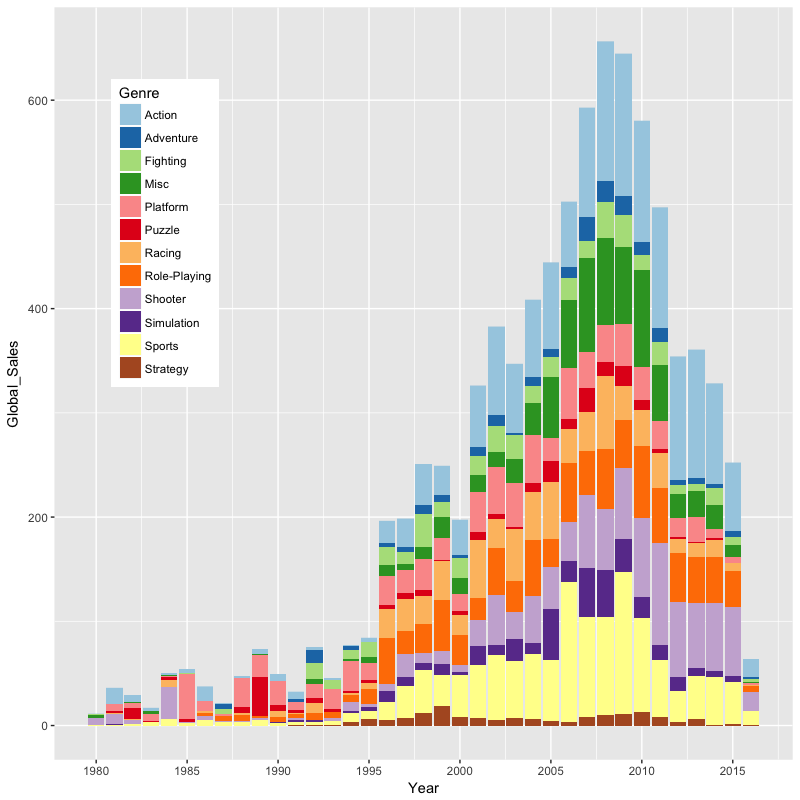 Genre
Action
Adventure
Fighting
Misc
Platform
Puzzle
Racing
Role-Playing
Shooter
Simulation
Sports
Strategy
Global_Sales
600
400
200
0
1980 1985 1990 1995 2000 2005 2010 2015
Year